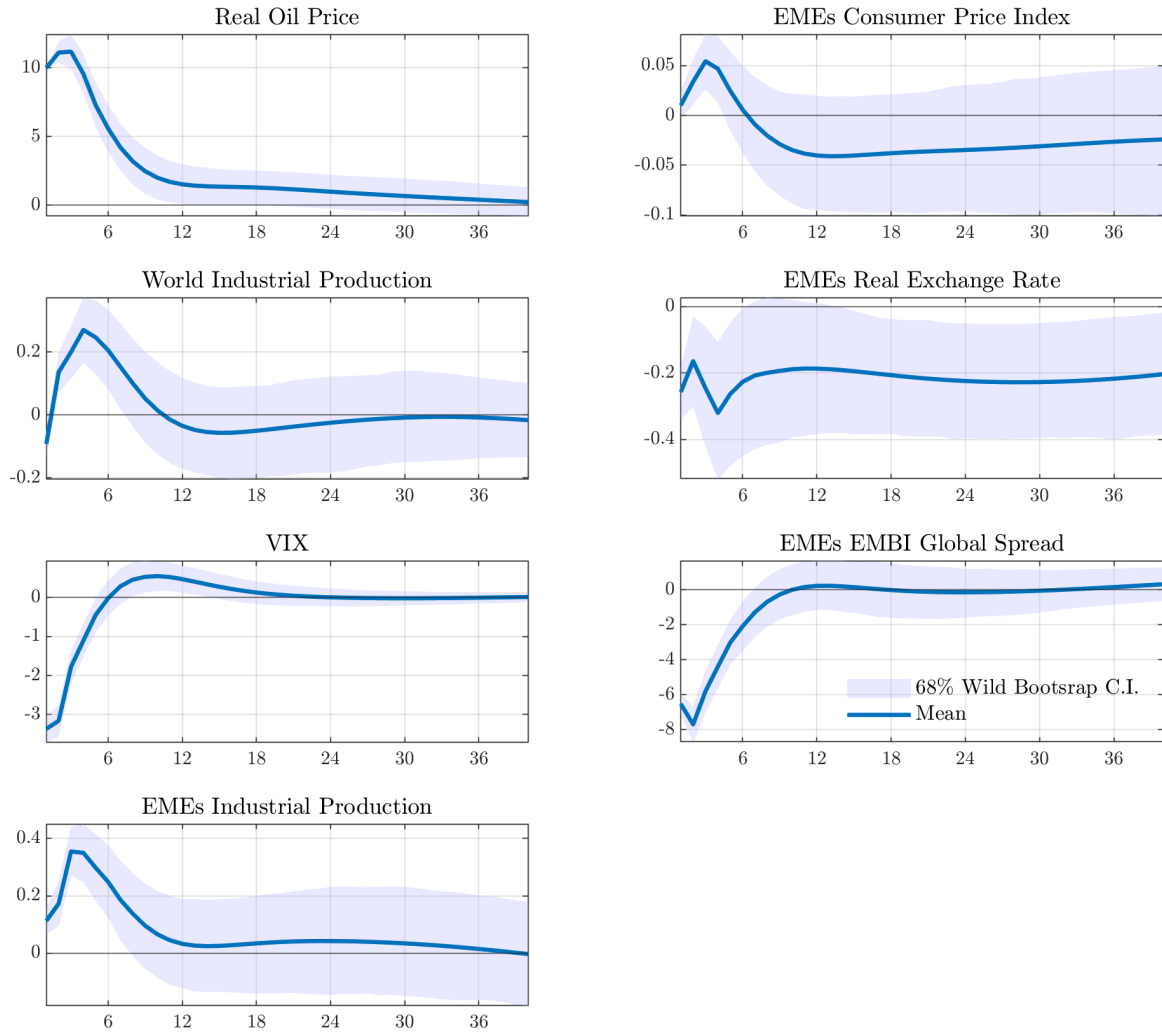 Real Oil Price
10
5
0
6 12 18 24 30 36
EMEs Consumer Price Index
0.05
0
-0.05
-0.1
6 12 18 24 30 36
World Industrial Production
0.2
0
-0.2
6 12 18 24 30 36
EMEs Real Exchange Rate
0
-0.2
-0.4
6 12 18 24 30 36
VIX
0
-1
-2
-3
6 12 18 24 30 36
EMEs EMBI Global Spread
0
-2
-4
-6
-8
68% Wild Bootsrap C.I.
Mean
6 12 18 24 30 36
EMEs Industrial Production
0.4
0.2
0
6 12 18 24 30 36